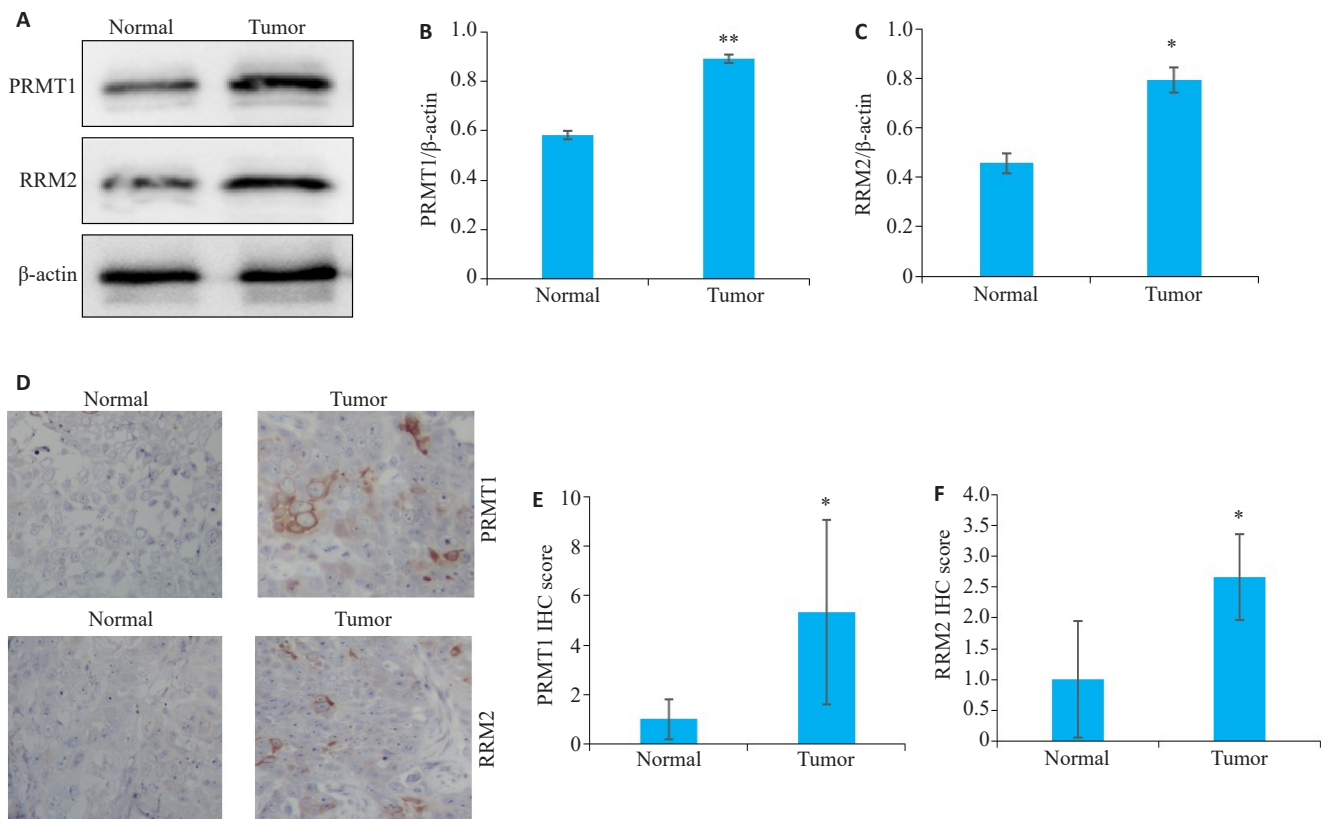 A
Normal Tumor
PRMT1
RRM2
β-actin
B
PRMT1/β-actin
1.0
0.8
0.6
0.4
0.2
0
**
Normal Tumor
C
RRM2/β-actin
1.0
0.8
0.6
0.4
0.2
0
*
Normal Tumor
D
Normal Tumor
PRMT1
Normal Tumor
RRM2
E
PRMT1 IHC score
10
8
6
4
2
0
*
Normal Tumor
F
RRM2 IHC score
4.0
3.5
3.0
2.5
2.0
1.5
1.0
0.5
0
*
Normal Tumor